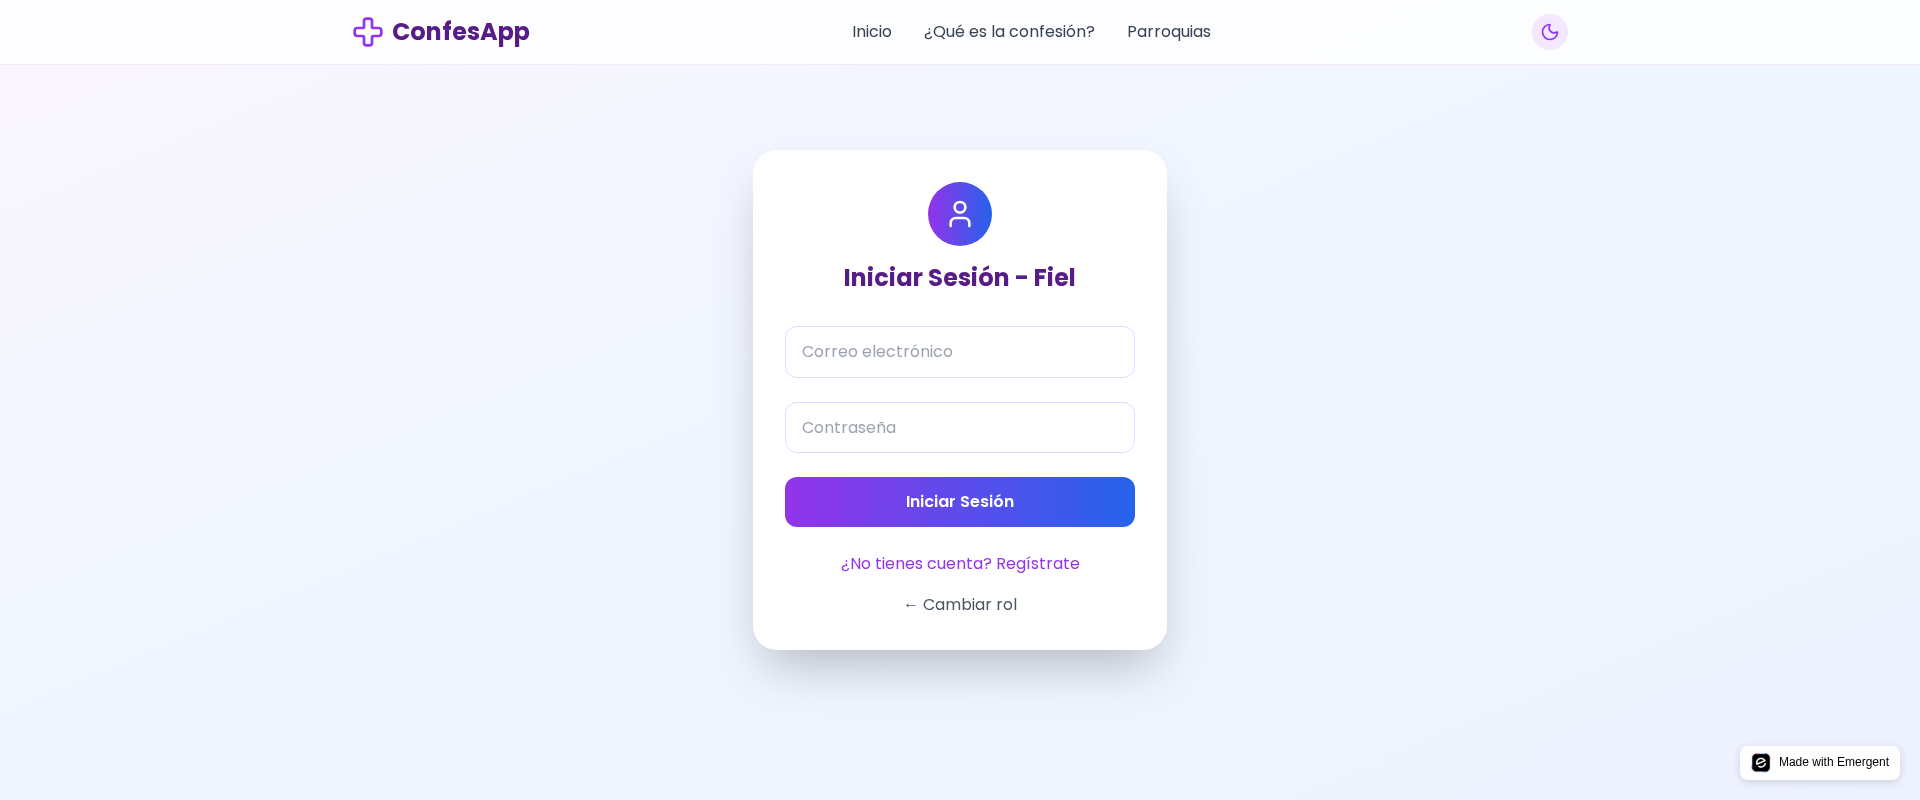 ConfesApp
Inicio
¿Qué es la confesión?
Parroquias
Iniciar Sesión - Fiel
Correo electrónico
Contraseña
Iniciar Sesión
¿No tienes cuenta? Regístrate
← Cambiar rol
Made with Emergent